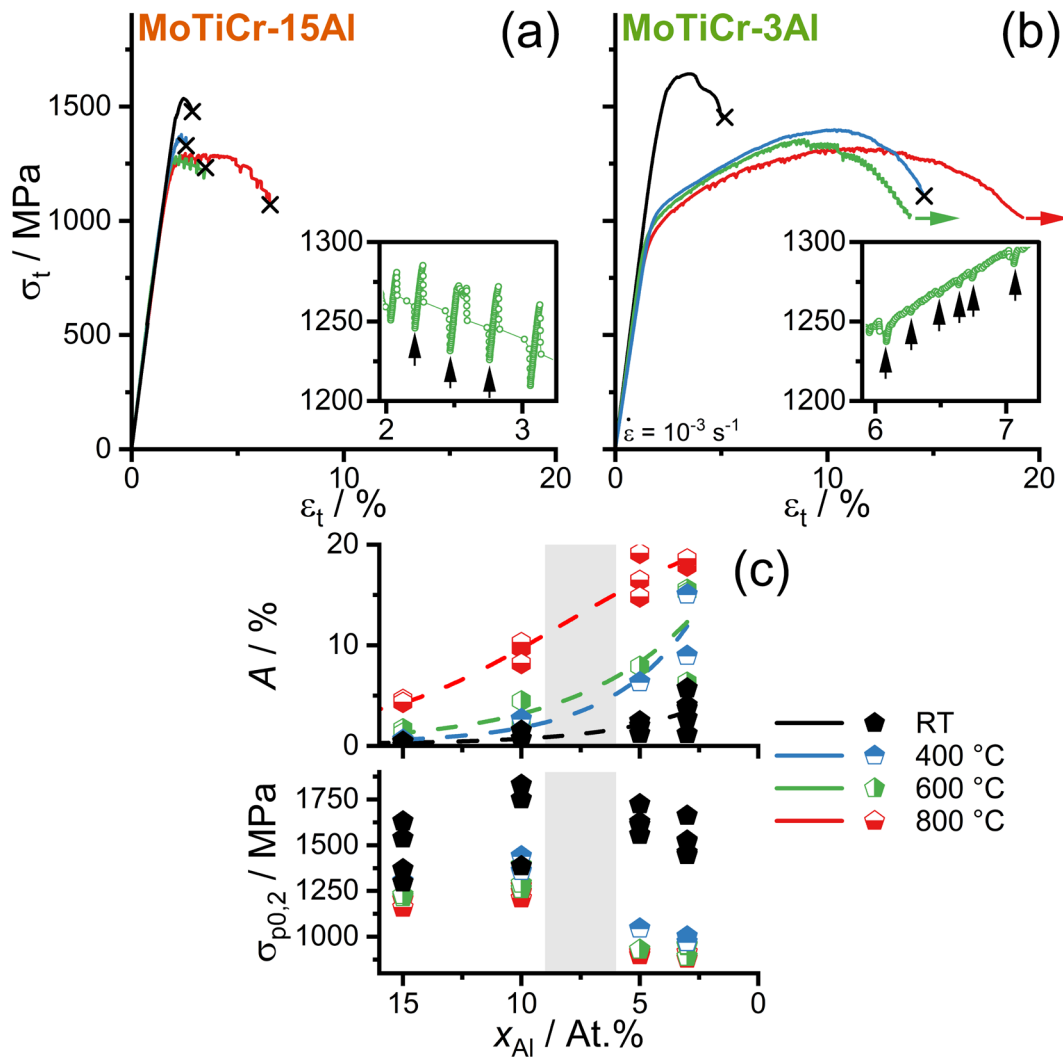 MoTiCr-15Al (a) MoTiCr-3Al (b)
σt / MPa
1500
1000
500
0
0 10 20
εt / %
1300
1250
1200
2 3
0 10 20
εt / %
ε̇ = 10-3 s-1
1300
1250
1200
6 7
(c)
A / %
20
10
0
σp0,2 / MPa
1750
1500
1250
1000
15 10 5 0
xAl / At.%
RT
400 °C
600 °C
800 °C